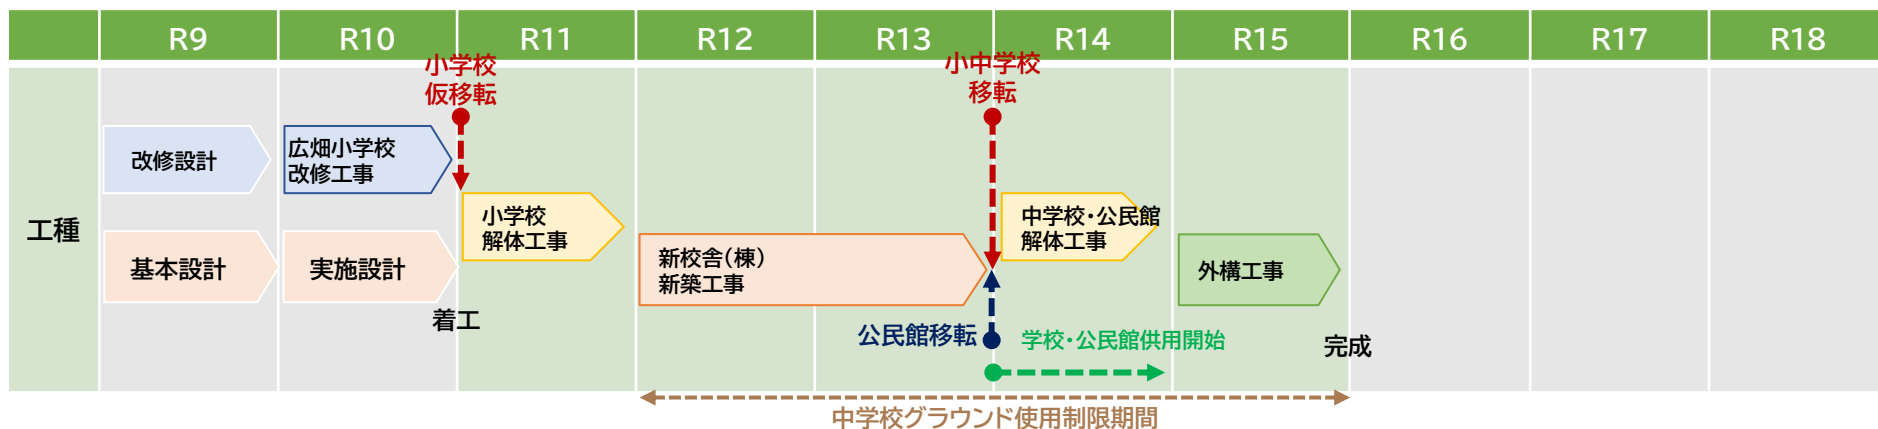 R9 R10 R11 R12 R13 R14 R15 R16 R17 R18
小学校
仮移転
小中学校
移転
改修設計
広畑小学校
改修工事
工種
小学校
解体工事
中学校・公民館
解体工事
基本設計
実施設計
新校舎(棟)
新築工事
外構工事
着工
公民館移転
学校・公民館供用開始
完成
中学校グラウンド使用制限期間